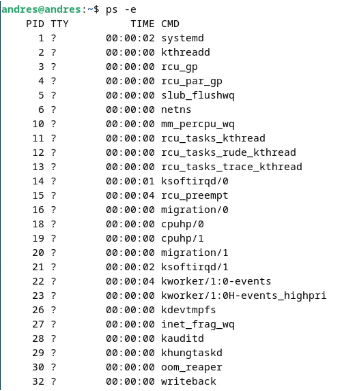 andres@andres:~$ ps -e
    PID TTY          TIME CMD
      1 ?        00:00:02 systemd
      2 ?        00:00:00 kthreadd
      3 ?        00:00:00 rcu_gp
      4 ?        00:00:00 rcu_par_gp
      5 ?        00:00:00 slub_flushwq
      6 ?        00:00:00 netns
     10 ?        00:00:00 mm_percpu_wq
     11 ?        00:00:00 rcu_tasks_kthread
     12 ?        00:00:00 rcu_tasks_rude_kthread
     13 ?        00:00:00 rcu_tasks_trace_kthread
     14 ?        00:00:01 ksoftirqd/0
     15 ?        00:00:04 rcu_preempt
     16 ?        00:00:00 migration/0
     18 ?        00:00:00 cpuhp/0
     19 ?        00:00:00 cpuhp/1
     20 ?        00:00:00 migration/1
     21 ?        00:00:02 ksoftirqd/1
     22 ?        00:00:04 kworker/1:0-events
     23 ?        00:00:00 kworker/1:0H-events_highpri
     26 ?        00:00:00 kdevtmpfs
     27 ?        00:00:00 inet_frag_wq
     28 ?        00:00:00 kauditd
     29 ?        00:00:00 khungtaskd
     30 ?        00:00:00 oom_reaper
     32 ?        00:00:00 writeback